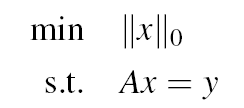 min ‖x‖₀
s.t. Ax = y